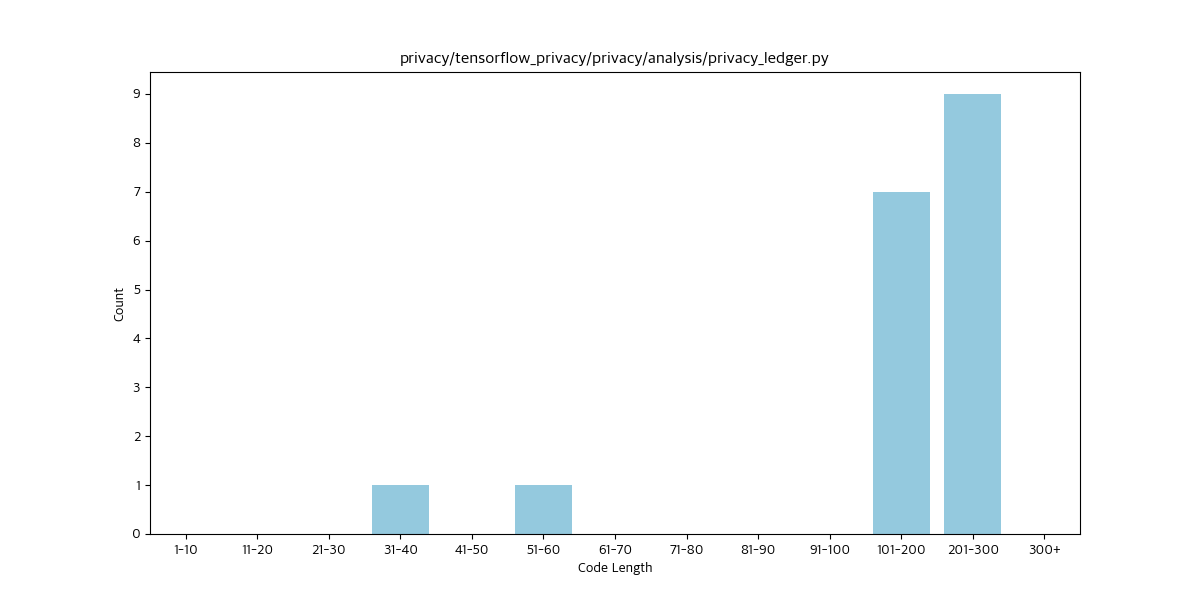 privacy/tensorflow_privacy/privacy/analysis/privacy_ledger.py
Count
9
8
7
6
5
4
3
2
1
0
1-10 11-20 21-30 31-40 41-50 51-60 61-70 71-80 81-90 91-100 101-200 201-300 300+
Code Length